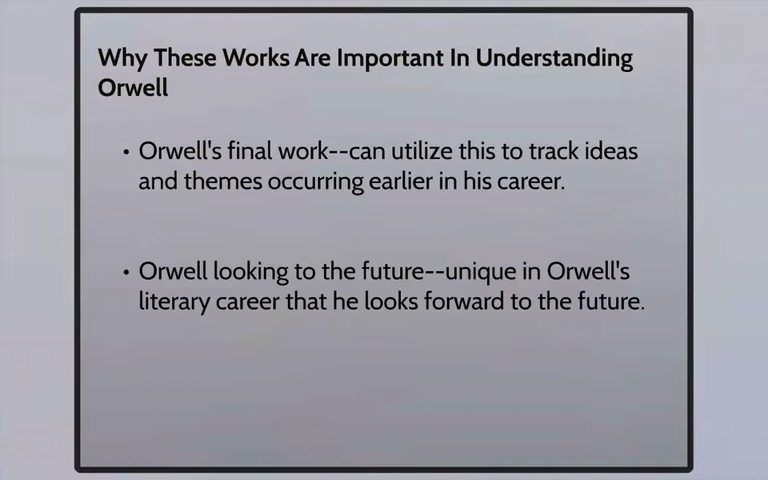 Why These Works Are Important In Understanding
Orwell
• Orwell's final work--can utilize this to track ideas
and themes occurring earlier in his career.
• Orwell looking to the future--unique in Orwell's
literary career that he looks forward to the future.